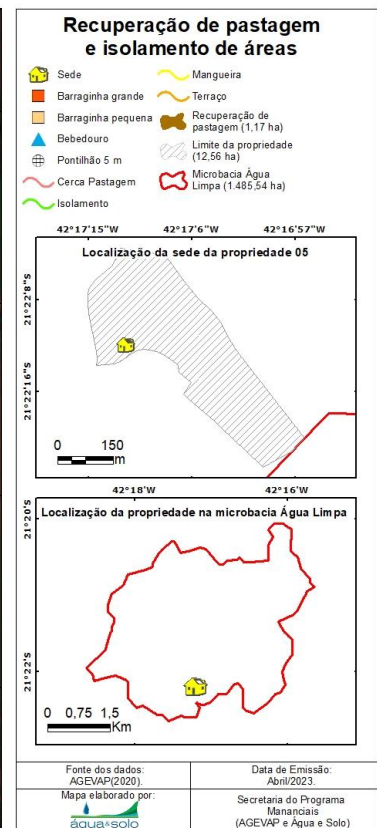 Recuperação de pastagem
e isolamento de áreas
Sede
Barraginha grande
Barraginha pequena
Bebedouro
Pontilhão 5 m
Cerca Pastagem
Isolamento
Mangueira
Terraço
Recuperação de
pastagem (1,17 ha)
Limite da propriedade
(12,56 ha)
Microbacia Água
Limpa (1.485,54 ha)
42°17'15"W 42°17'6"W 42°16'57"W
Localização da sede da propriedade 05
21°22'8"S
21°22'16"S
0 150
m
42°18'W 42°16'W
Localização da propriedade na microbacia Água Limpa
21°20'S
21°22'S
0 0,75 1,5
Km
Fonte dos dados:
AGEVAP(2020).
Data de Emissão:
Abril/2023.
Mapa elaborado por:
água&solo
Secretaria do Programa
Mananciais
(AGEVAP e Água e Solo)